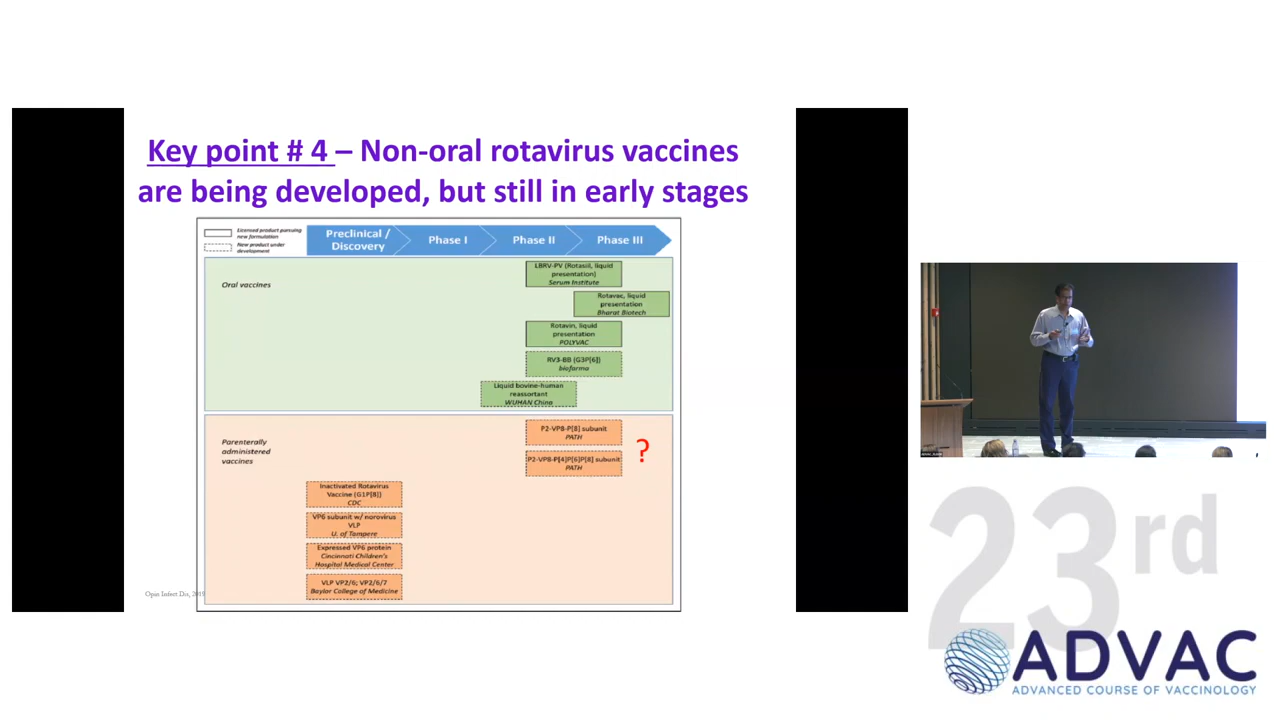 Key point # 4 – Non-oral rotavirus vaccines
are being developed, but still in early stages
Licensed product pursuing
new formulation
New product under
development
Preclinical /
Discovery
Phase I
Phase II
Phase III
Oral vaccines
LBRV-PV (Rotasiil, liquid
presentation)
Serum Institute
Rotavac, liquid
presentation
Bharat Biotech
Rotavin, liquid
presentation
POLYVAC
RV3-BB (G3P[6])
biofarma
Liquid bovine-human
reassortant
WUHAN China
Parenterally
administered
vaccines
P2-VP8-P[8] subunit
PATH
P2-VP8-P[4]P[6]P[8] subunit
PATH
?
Inactivated Rotavirus
Vaccine (G1P[8])
CDC
VP6 subunit w/ norovirus
VLP
U. of Tampere
Expressed VP6 protein
Cincinnati Children's
Hospital Medical Center
VLP VP2/6; VP2/6/7
Baylor College of Medicine
Opin Infect Dis, 2019
23rd
ADVAC
ADVANCED COURSE OF VACCINOLOGY